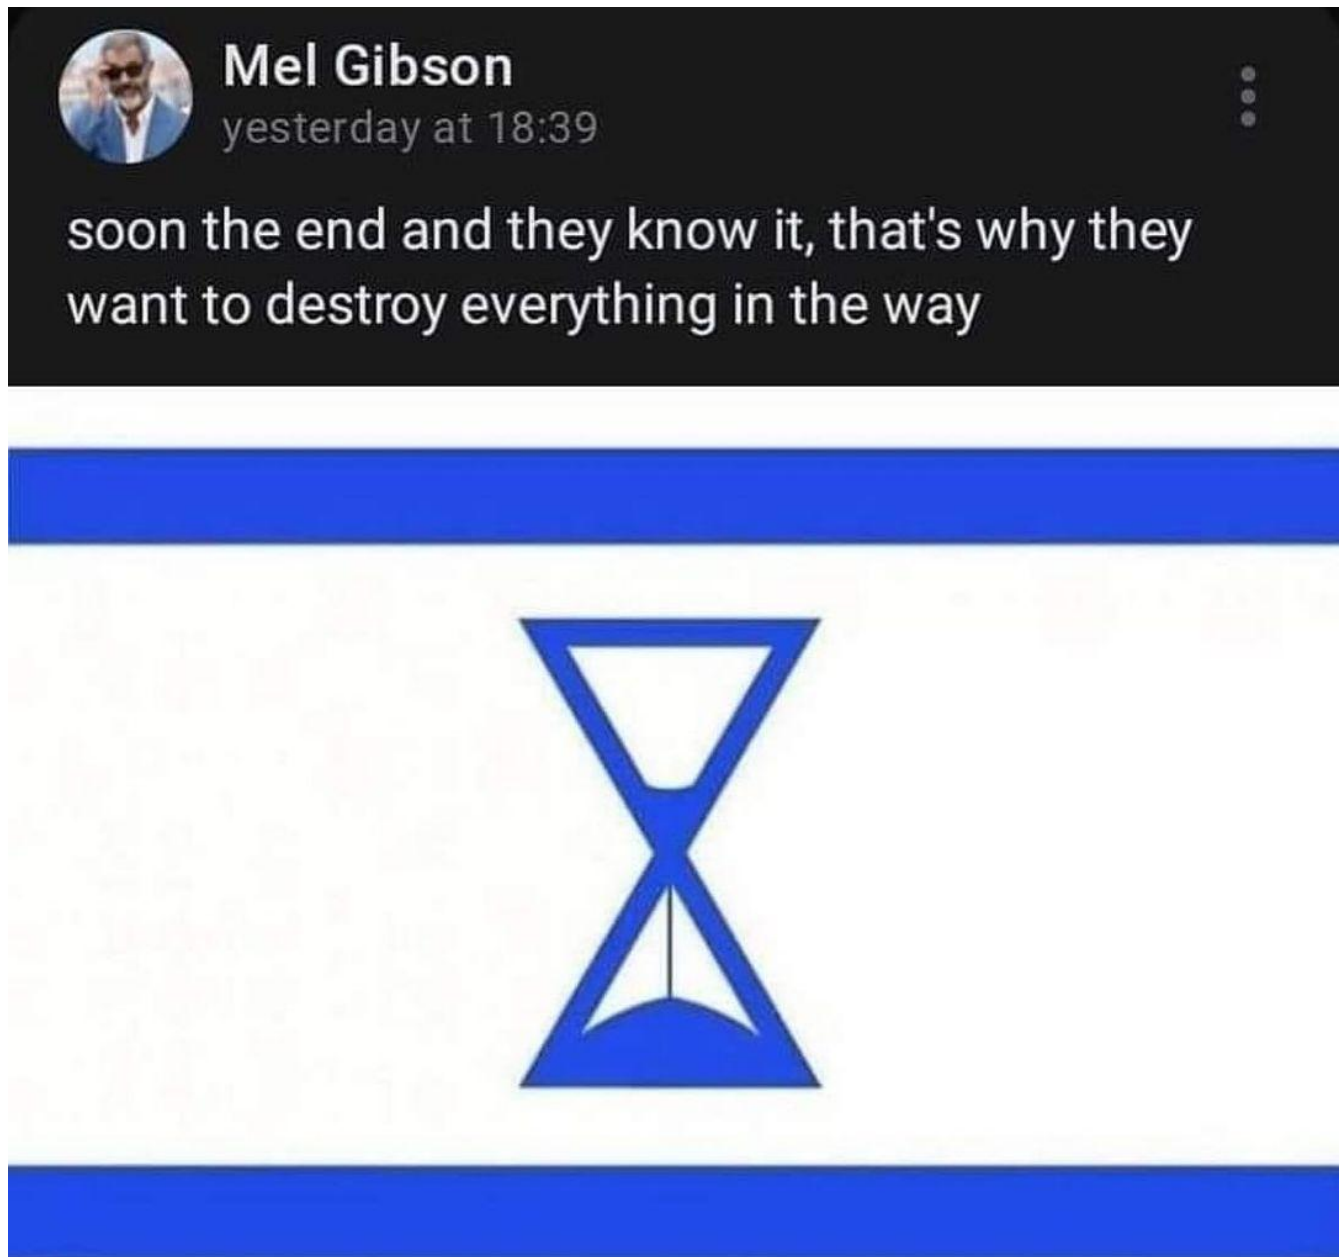 Mel Gibson
yesterday at 18:39
soon the end and they know it, that's why they
want to destroy everything in the way